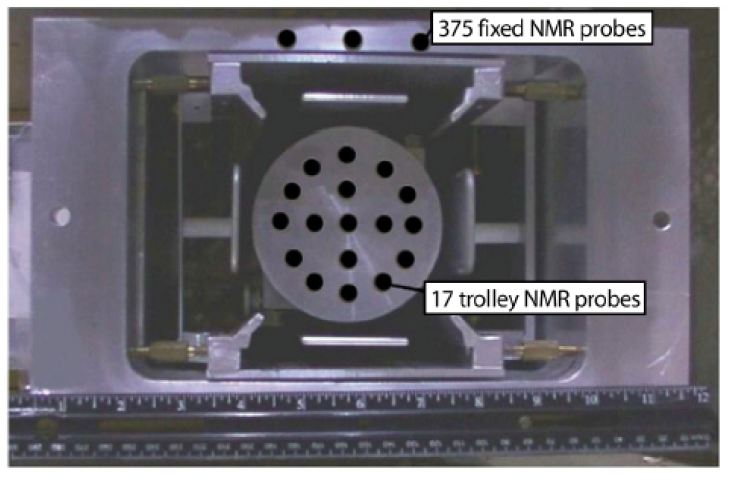 375 fixed NMR probes
17 trolley NMR probes
1 2 3 4 5 6 7 8 9 10 11 12